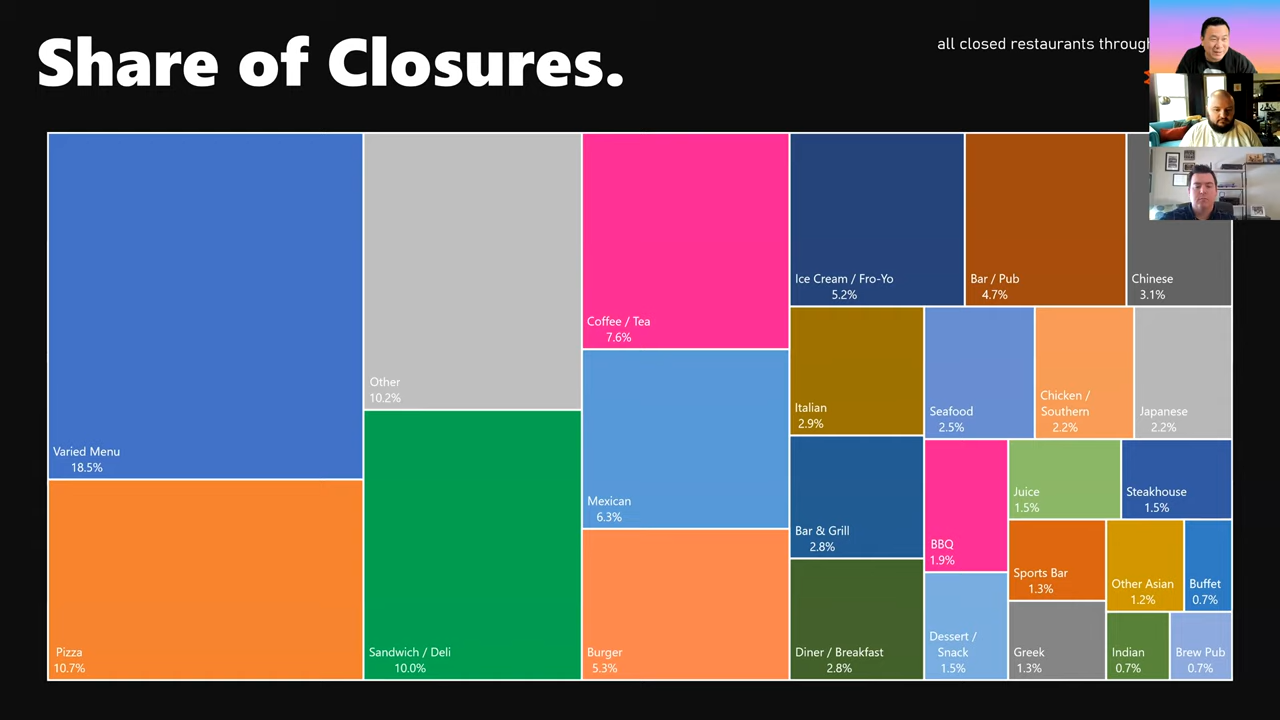 Share of Closures.
all closed restaurants through
Varied Menu
18.5%
Pizza
10.7%
Other
10.2%
Sandwich / Deli
10.0%
Coffee / Tea
7.6%
Mexican
6.3%
Burger
5.3%
Ice Cream / Fro-Yo
5.2%
Bar / Pub
4.7%
Chinese
3.1%
Italian
2.9%
Bar & Grill
2.8%
Diner / Breakfast
2.8%
Seafood
2.5%
Chicken /
Southern
2.2%
Japanese
2.2%
BBQ
1.9%
Dessert /
Snack
1.5%
Juice
1.5%
Steakhouse
1.5%
Sports Bar
1.3%
Greek
1.3%
Other Asian
1.2%
Buffet
0.7%
Indian
0.7%
Brew Pub
0.7%